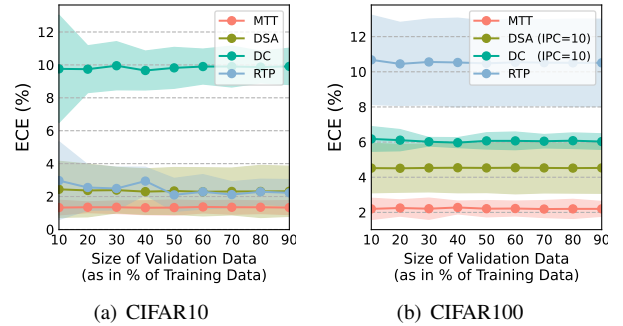 12
10
8
6
4
2
0
ECE (%)
MTT
DSA
DC
RTP
10 20 30 40 50 60 70 80 90
Size of Validation Data
(as in % of Training Data)
(a) CIFAR10
12
10
8
6
4
2
ECE (%)
MTT
DSA (IPC=10)
DC (IPC=10)
RTP
10 20 30 40 50 60 70 80 90
Size of Validation Data
(as in % of Training Data)
(b) CIFAR100